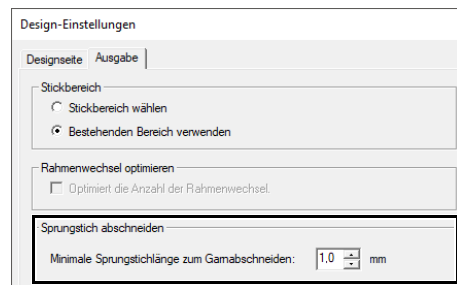 Design-Einstellungen
Designseite Ausgabe
Stickbereich
Stickbereich wählen
Bestehenden Bereich verwenden
Rahmenwechsel optimieren
Optimiert die Anzahl der Rahmenwechsel.
Sprungstich abschneiden
Minimale Sprungstichlänge zum Garnabschneiden: 1,0 mm